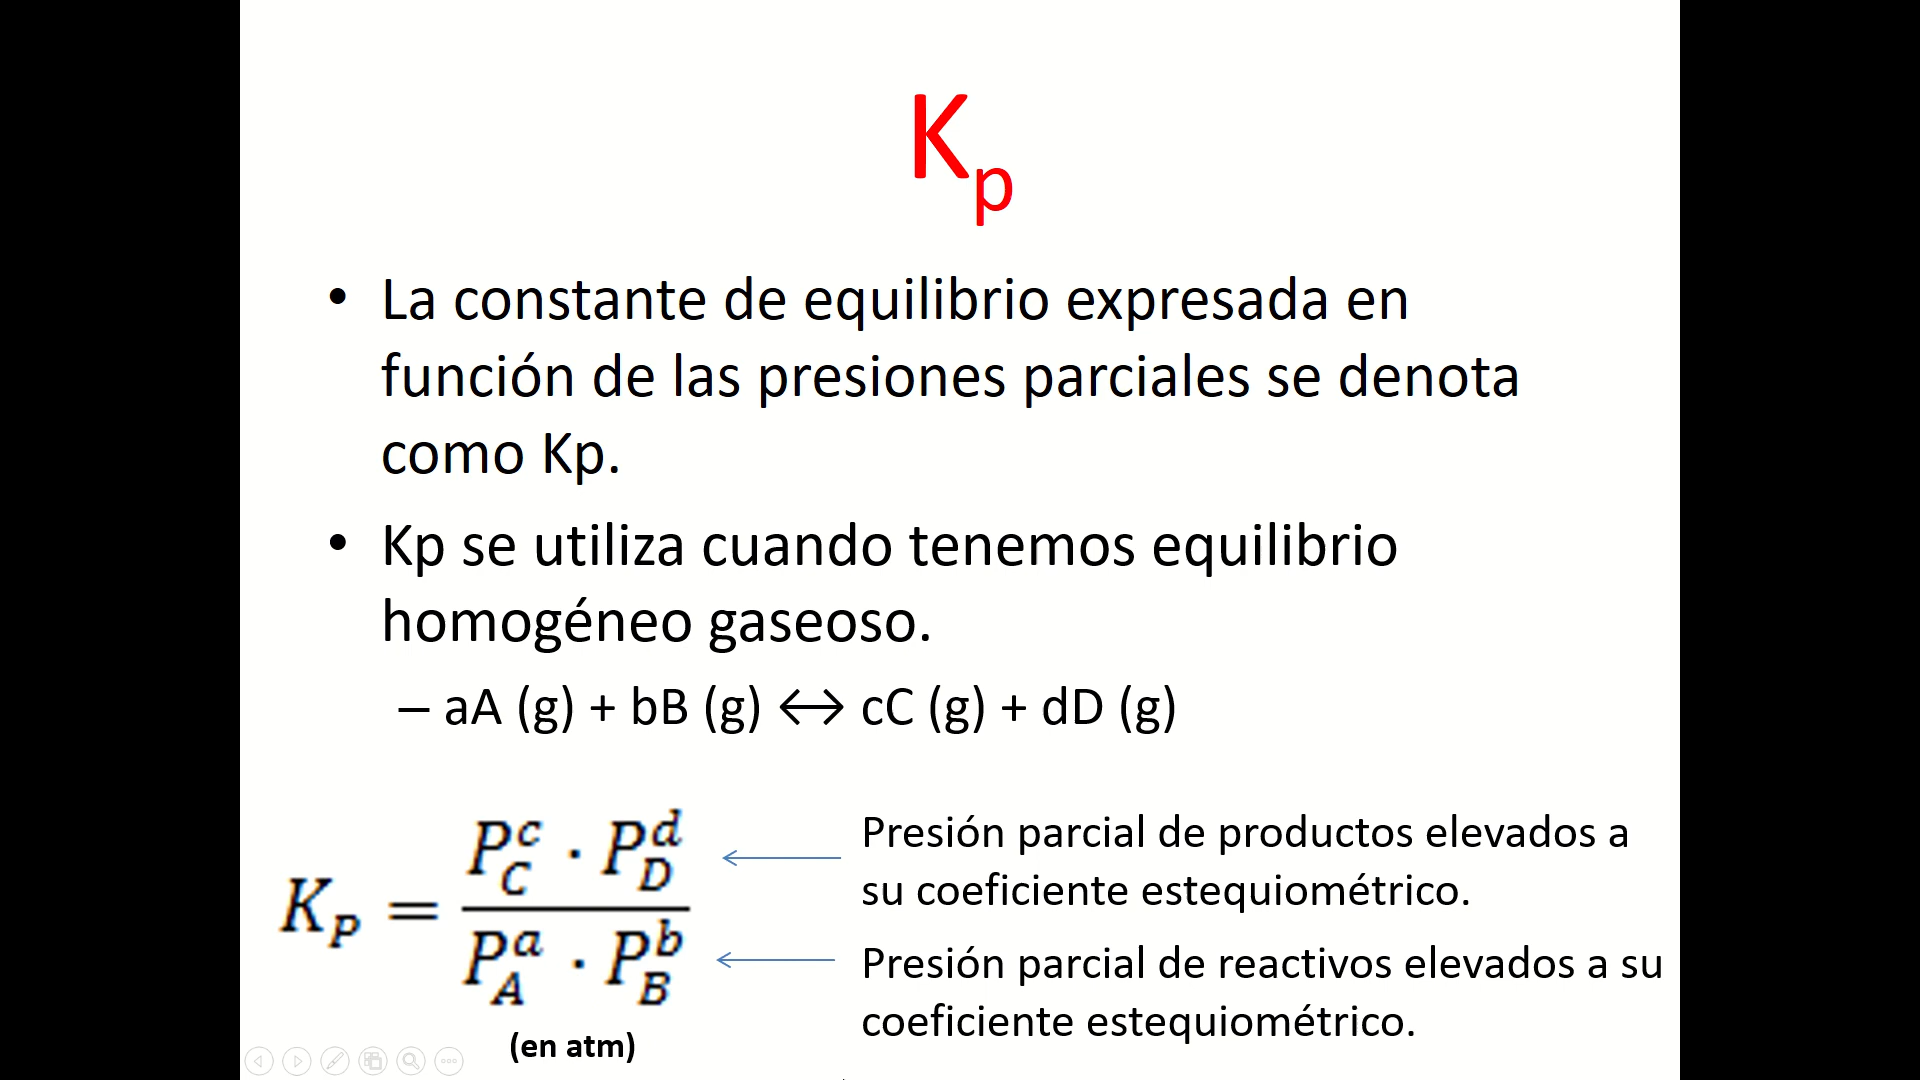 Kp
• La constante de equilibrio expresada en
función de las presiones parciales se denota
como Kp.
• Kp se utiliza cuando tenemos equilibrio
homogéneo gaseoso.
– aA (g) + bB (g) ↔ cC (g) + dD (g)
K_P = \frac{P_C^c · P_D^d}{P_A^a · P_B^b}
(en atm)
Presión parcial de productos elevados a
su coeficiente estequiométrico.
Presión parcial de reactivos elevados a su
coeficiente estequiométrico.